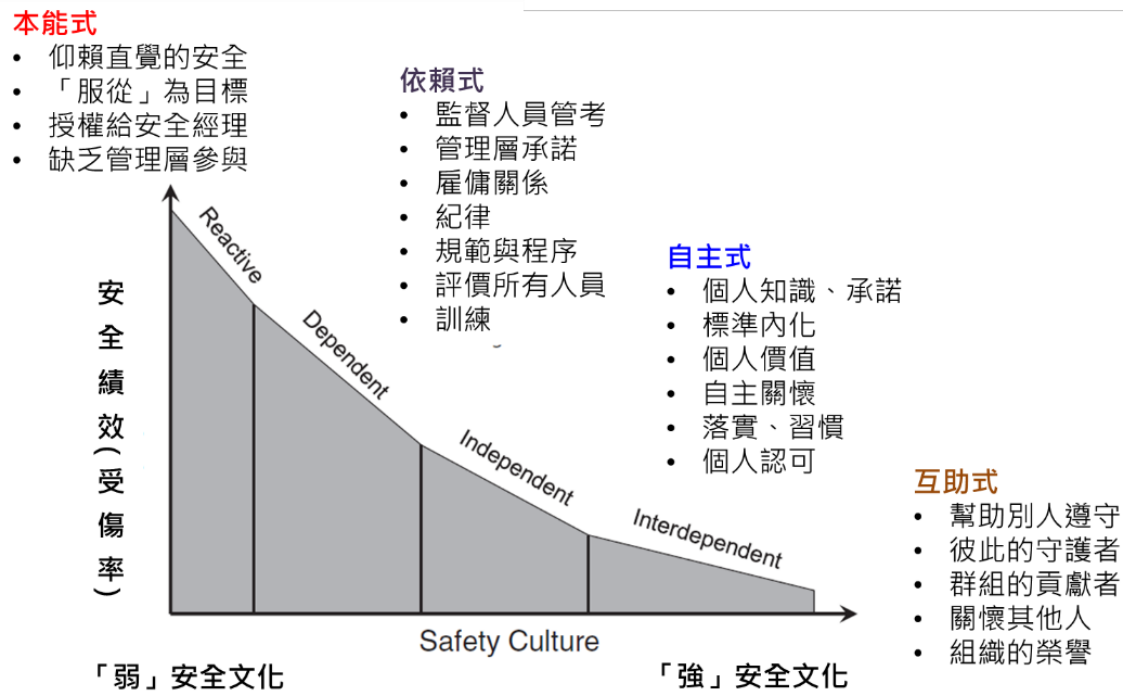 本能式
• 仰賴直覺的安全
• 「服從」為目標
• 授權給安全經理
• 缺乏管理層參與
依賴式
• 監督人員管考
• 管理層承諾
• 雇傭關係
• 紀律
• 規範與程序
• 評價所有人員
• 訓練
自主式
• 個人知識、承諾
• 標準內化
• 個人價值
• 自主關懷
• 落實、習慣
• 個人認可
互助式
• 幫助別人遵守
• 彼此的守護者
• 群組的貢獻者
• 關懷其他人
• 組織的榮譽
安全績效(受傷率)
Reactive
Dependent
Independent
Interdependent
Safety Culture
「弱」安全文化
「強」安全文化